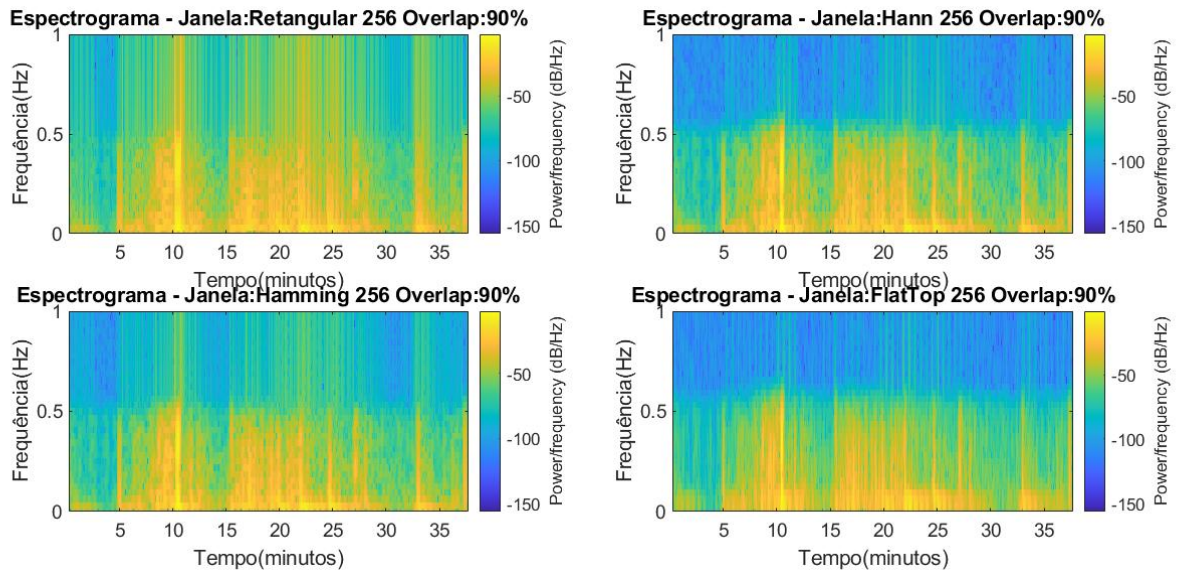 Espectrograma - Janela:Retangular 256 Overlap:90%
1
0.5
0
Frequência(Hz)
5 10 15 20 25 30 35
Tempo(minutos)
-50
-100
-150
Power/frequency (dB/Hz)
Espectrograma - Janela:Hann 256 Overlap:90%
1
0.5
0
Frequência(Hz)
5 10 15 20 25 30 35
Tempo(minutos)
-50
-100
-150
Power/frequency (dB/Hz)
Espectrograma - Janela:Hamming 256 Overlap:90%
1
0.5
0
Frequência(Hz)
5 10 15 20 25 30 35
Tempo(minutos)
-50
-100
-150
Power/frequency (dB/Hz)
Espectrograma - Janela:FlatTop 256 Overlap:90%
1
0.5
0
Frequência(Hz)
5 10 15 20 25 30 35
Tempo(minutos)
-50
-100
-150
Power/frequency (dB/Hz)